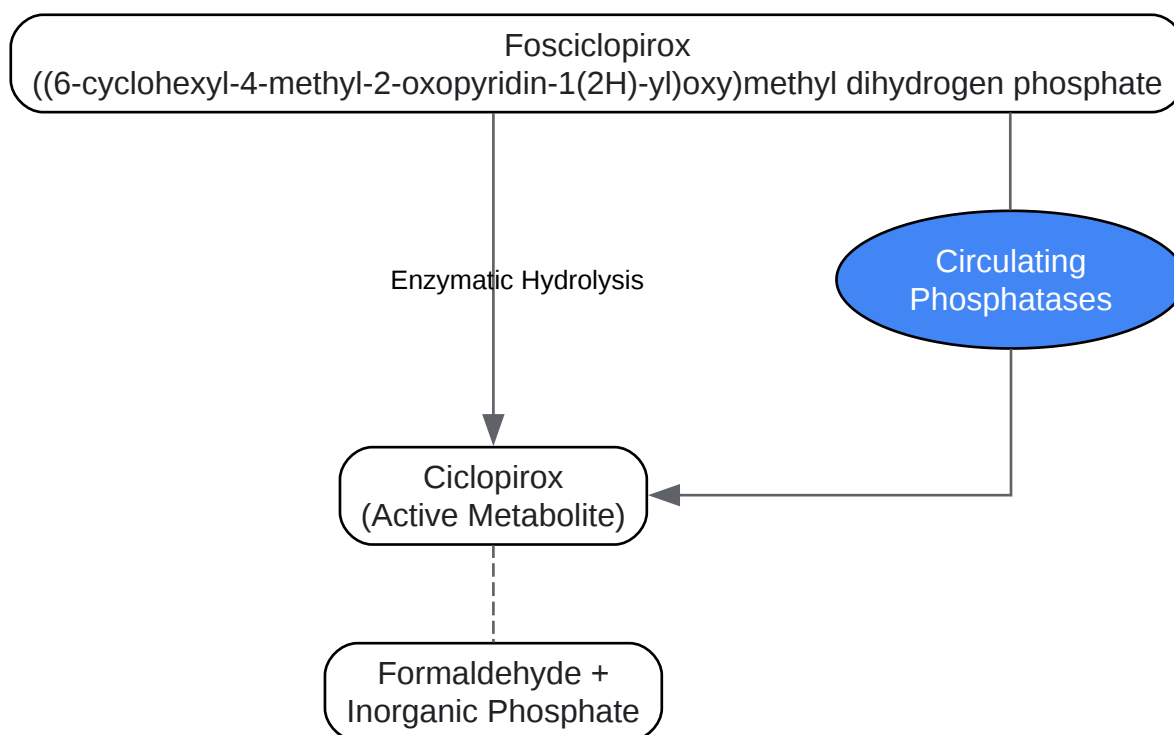 Fosciclopirox
((6-cyclohexyl-4-methyl-2-oxopyridin-1(2H)-yl)oxy)methyl dihydrogen phosphate
Enzymatic Hydrolysis
Circulating
Phosphatases
Ciclopirox
(Active Metabolite)
Formaldehyde +
Inorganic Phosphate